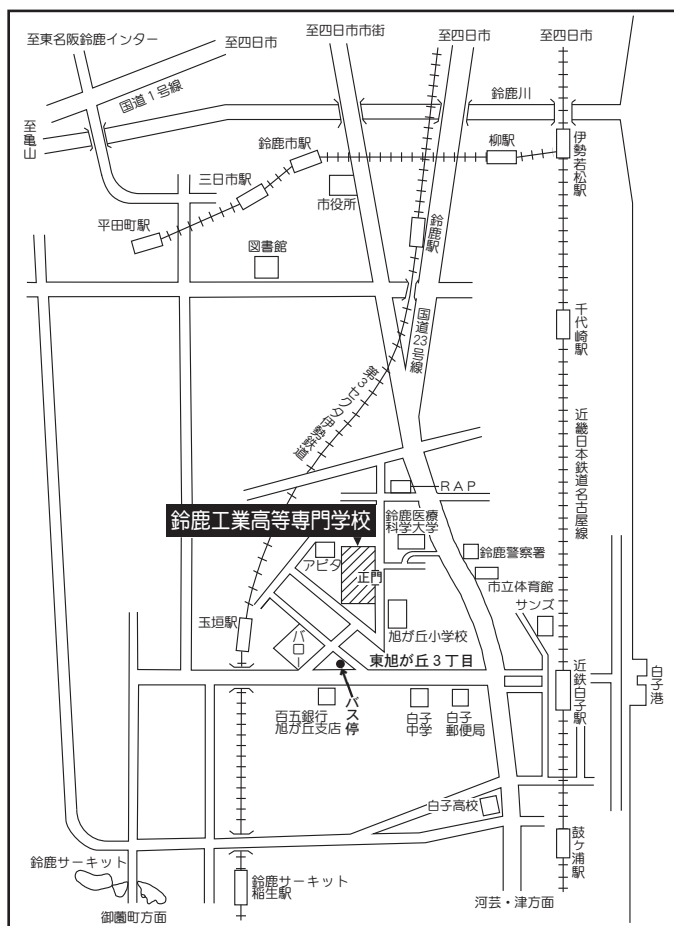 至東名阪鈴鹿インター
至四日市
至四日市市街
至四日市
至四日市
国道1号線
鈴鹿川
至亀山
鈴鹿市駅
柳駅
伊勢若松駅
三日市駅
市役所
平田町駅
鈴鹿駅
図書館
千代崎駅
国道23号線
第3セクタ伊勢鉄道
近畿日本鉄道名古屋線
RAP
鈴鹿工業高等専門学校
鈴鹿医療
科学大学
アピタ
正門
鈴鹿警察署
市立体育館
サンズ
玉垣駅
バロー
旭が丘小学校
東旭が丘3丁目
近鉄白子駅
白子港
百五銀行
旭が丘支店
バス停
白子
中学
白子
郵便局
白子高校
鼓ヶ浦駅
鈴鹿サーキット
鈴鹿サーキット
稲生駅
御薗町方面
河芸・津方面